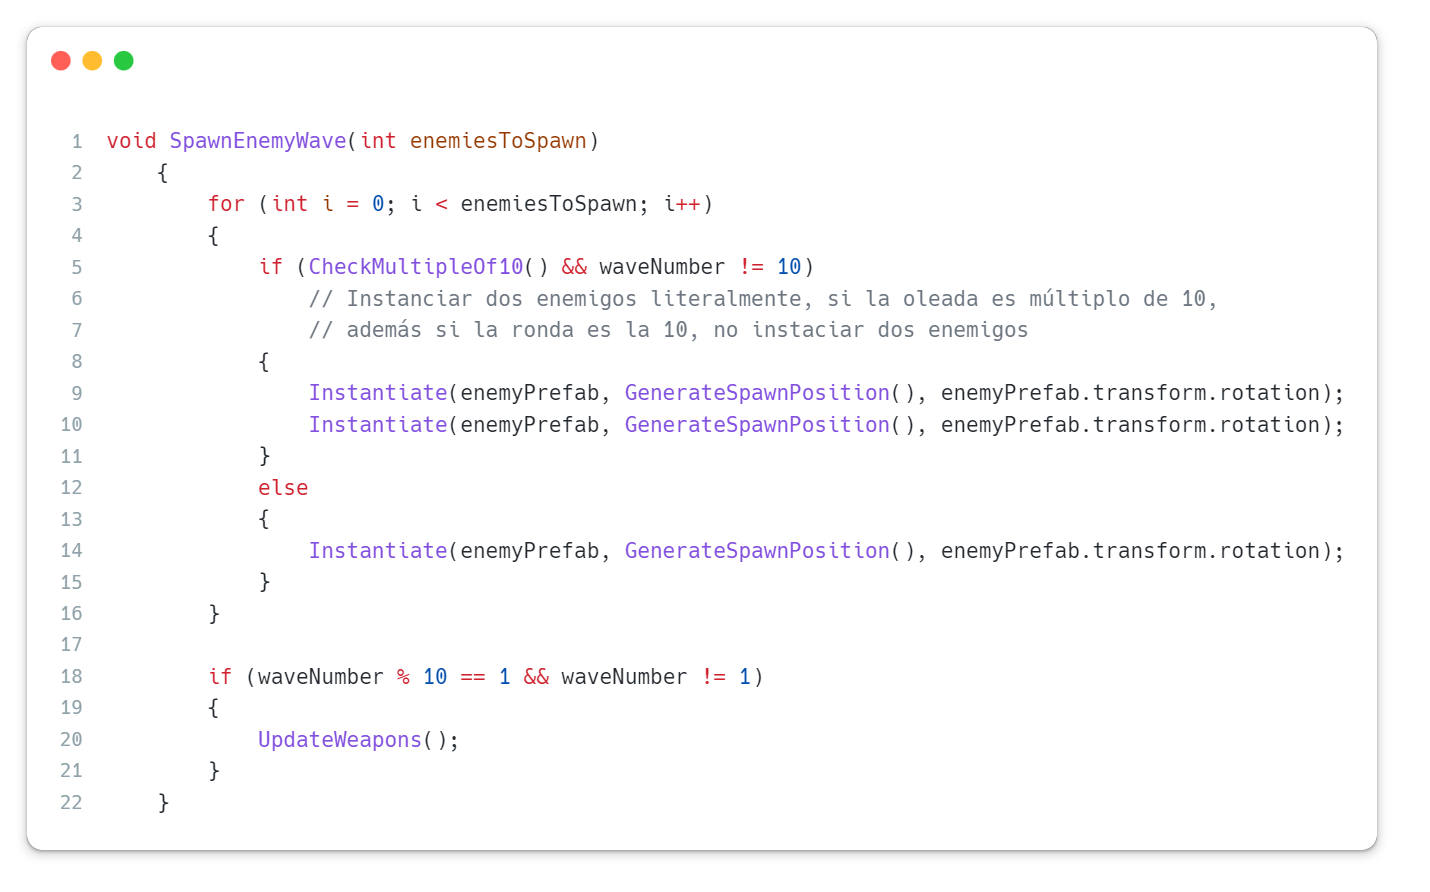 1 void SpawnEnemyWave(int enemiesToSpawn)
2     {
3         for (int i = 0; i < enemiesToSpawn; i++)
4         {
5             if (CheckMultipleOf10() && waveNumber != 10)
6                 // Instanciar dos enemigos literalmente, si la oleada es múltiplo de 10,
7                 // además si la ronda es la 10, no instaciar dos enemigos
8             {
9                 Instantiate(enemyPrefab, GenerateSpawnPosition(), enemyPrefab.transform.rotation);
10                 Instantiate(enemyPrefab, GenerateSpawnPosition(), enemyPrefab.transform.rotation);
11             }
12             else
13             {
14                 Instantiate(enemyPrefab, GenerateSpawnPosition(), enemyPrefab.transform.rotation);
15             }
16         }
17
18         if (waveNumber % 10 == 1 && waveNumber != 1)
19         {
20             UpdateWeapons();
21         }
22     }